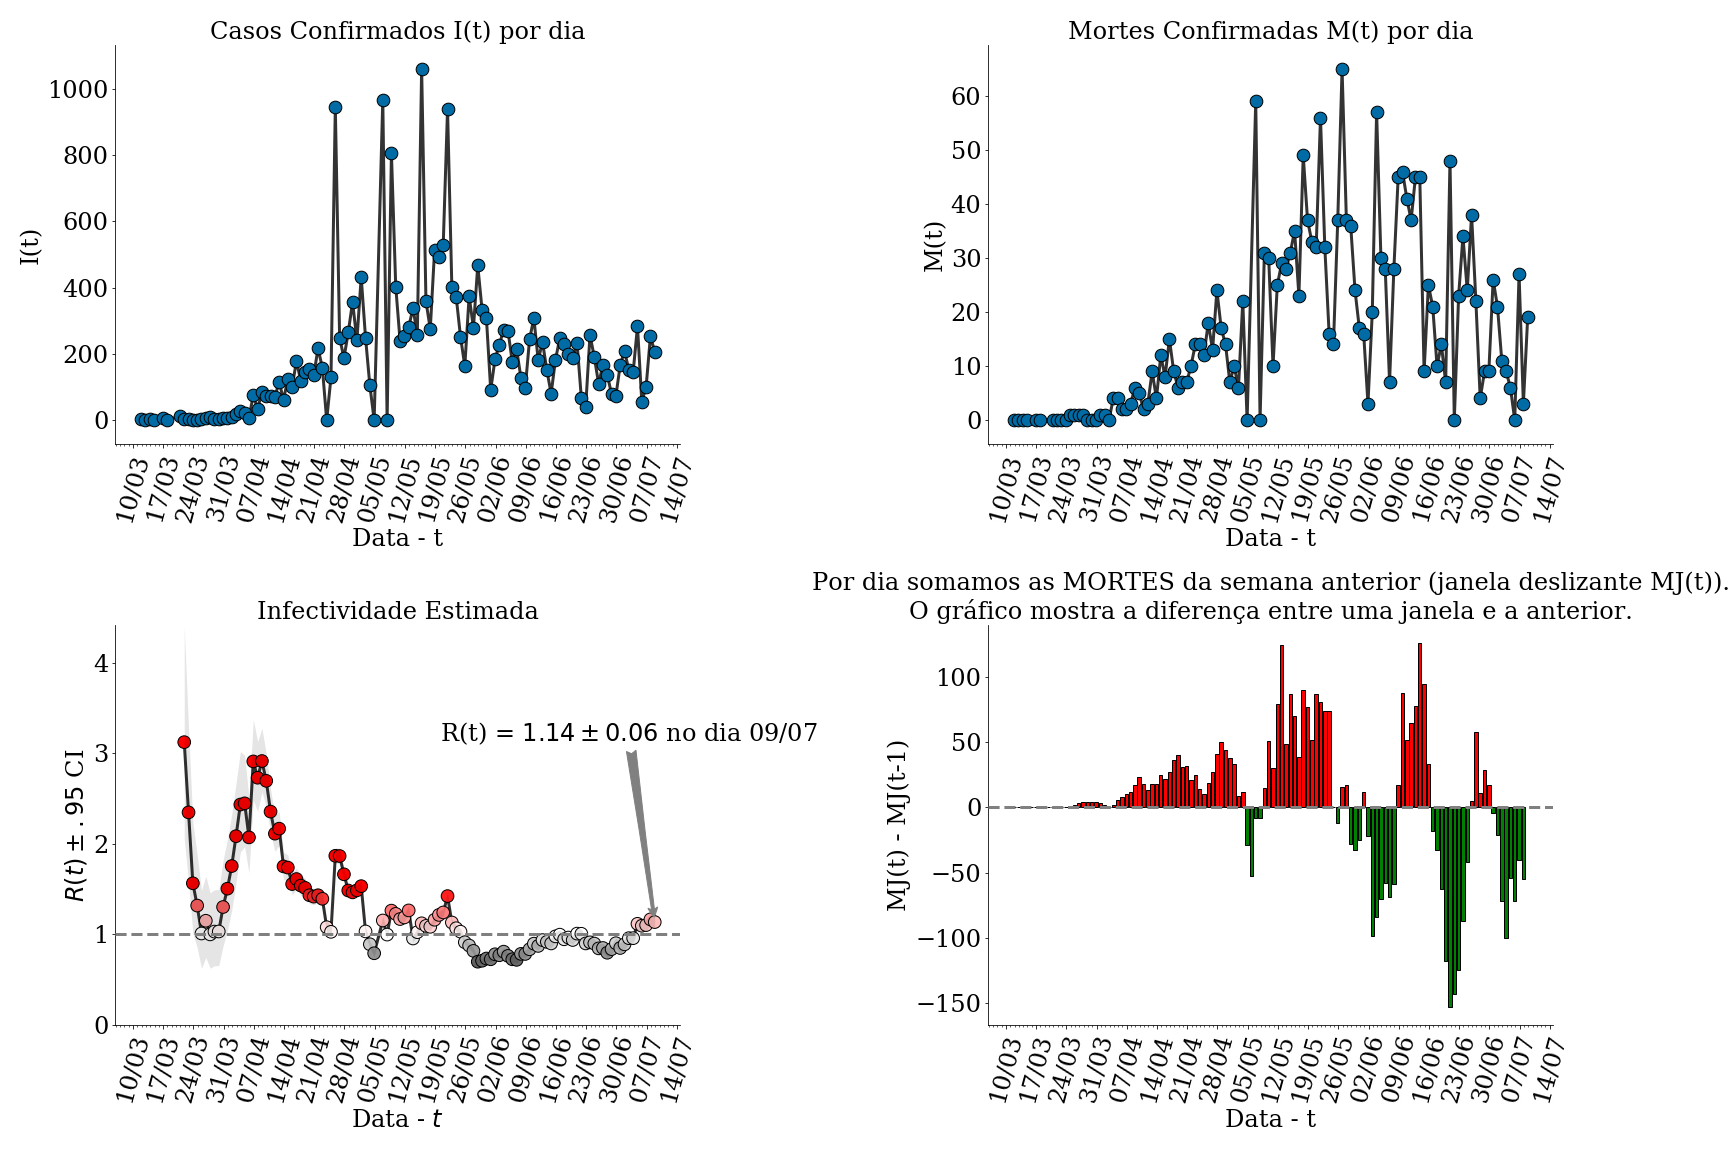 Casos Confirmados I(t) por dia
I(t)
1000
800
600
400
200
0
10/03 17/03 24/03 31/03 07/04 14/04 21/04 28/04 05/05 12/05 19/05 26/05 02/06 09/06 16/06 23/06 30/06 07/07 14/07
Data - t
Mortes Confirmadas M(t) por dia
M(t)
60
50
40
30
20
10
0
10/03 17/03 24/03 31/03 07/04 14/04 21/04 28/04 05/05 12/05 19/05 26/05 02/06 09/06 16/06 23/06 30/06 07/07 14/07
Data - t
Infectividade Estimada
R(t) ± .95 CI
4
3
2
1
0
R(t) = 1.14 ± 0.06 no dia 09/07
10/03 17/03 24/03 31/03 07/04 14/04 21/04 28/04 05/05 12/05 19/05 26/05 02/06 09/06 16/06 23/06 30/06 07/07 14/07
Data - t
Por dia somamos as MORTES da semana anterior (janela deslizante MJ(t)).
O gráfico mostra a diferença entre uma janela e a anterior.
MJ(t) - MJ(t-1)
100
50
0
−50
−100
−150
10/03 17/03 24/03 31/03 07/04 14/04 21/04 28/04 05/05 12/05 19/05 26/05 02/06 09/06 16/06 23/06 30/06 07/07 14/07
Data - t